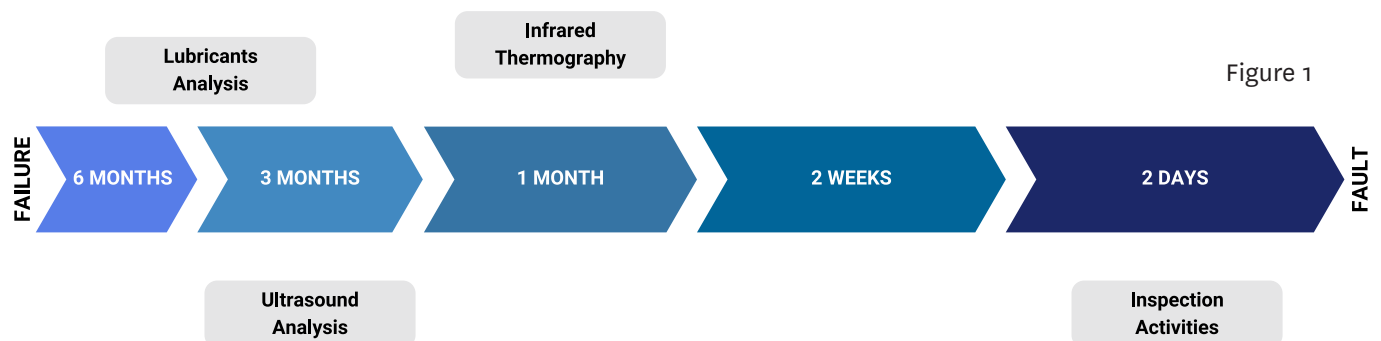 Infrared
Thermography
Lubricants
Analysis
Figure 1
FAILURE
6 MONTHS
3 MONTHS
1 MONTH
2 WEEKS
2 DAYS
FAULT
Ultrasound
Analysis
Inspection
Activities